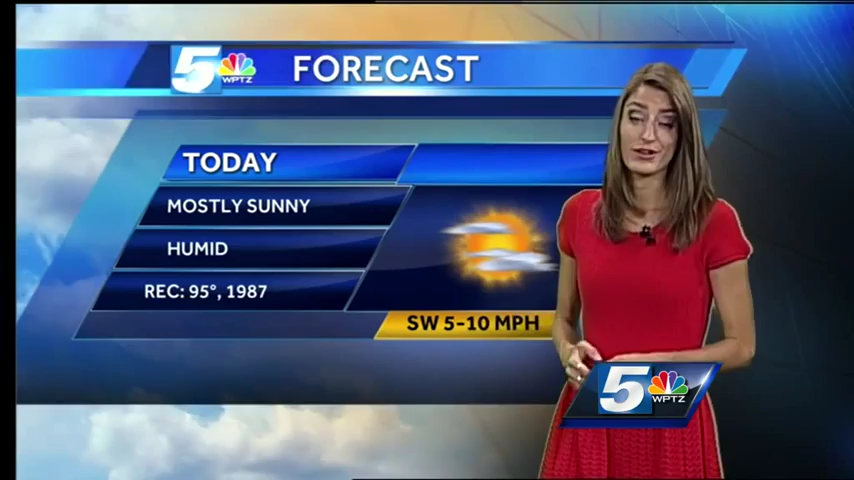 5 WPTZ FORECAST
TODAY
MOSTLY SUNNY
HUMID
REC: 95°, 1987
SW 5-10 MPH
5 WPTZ